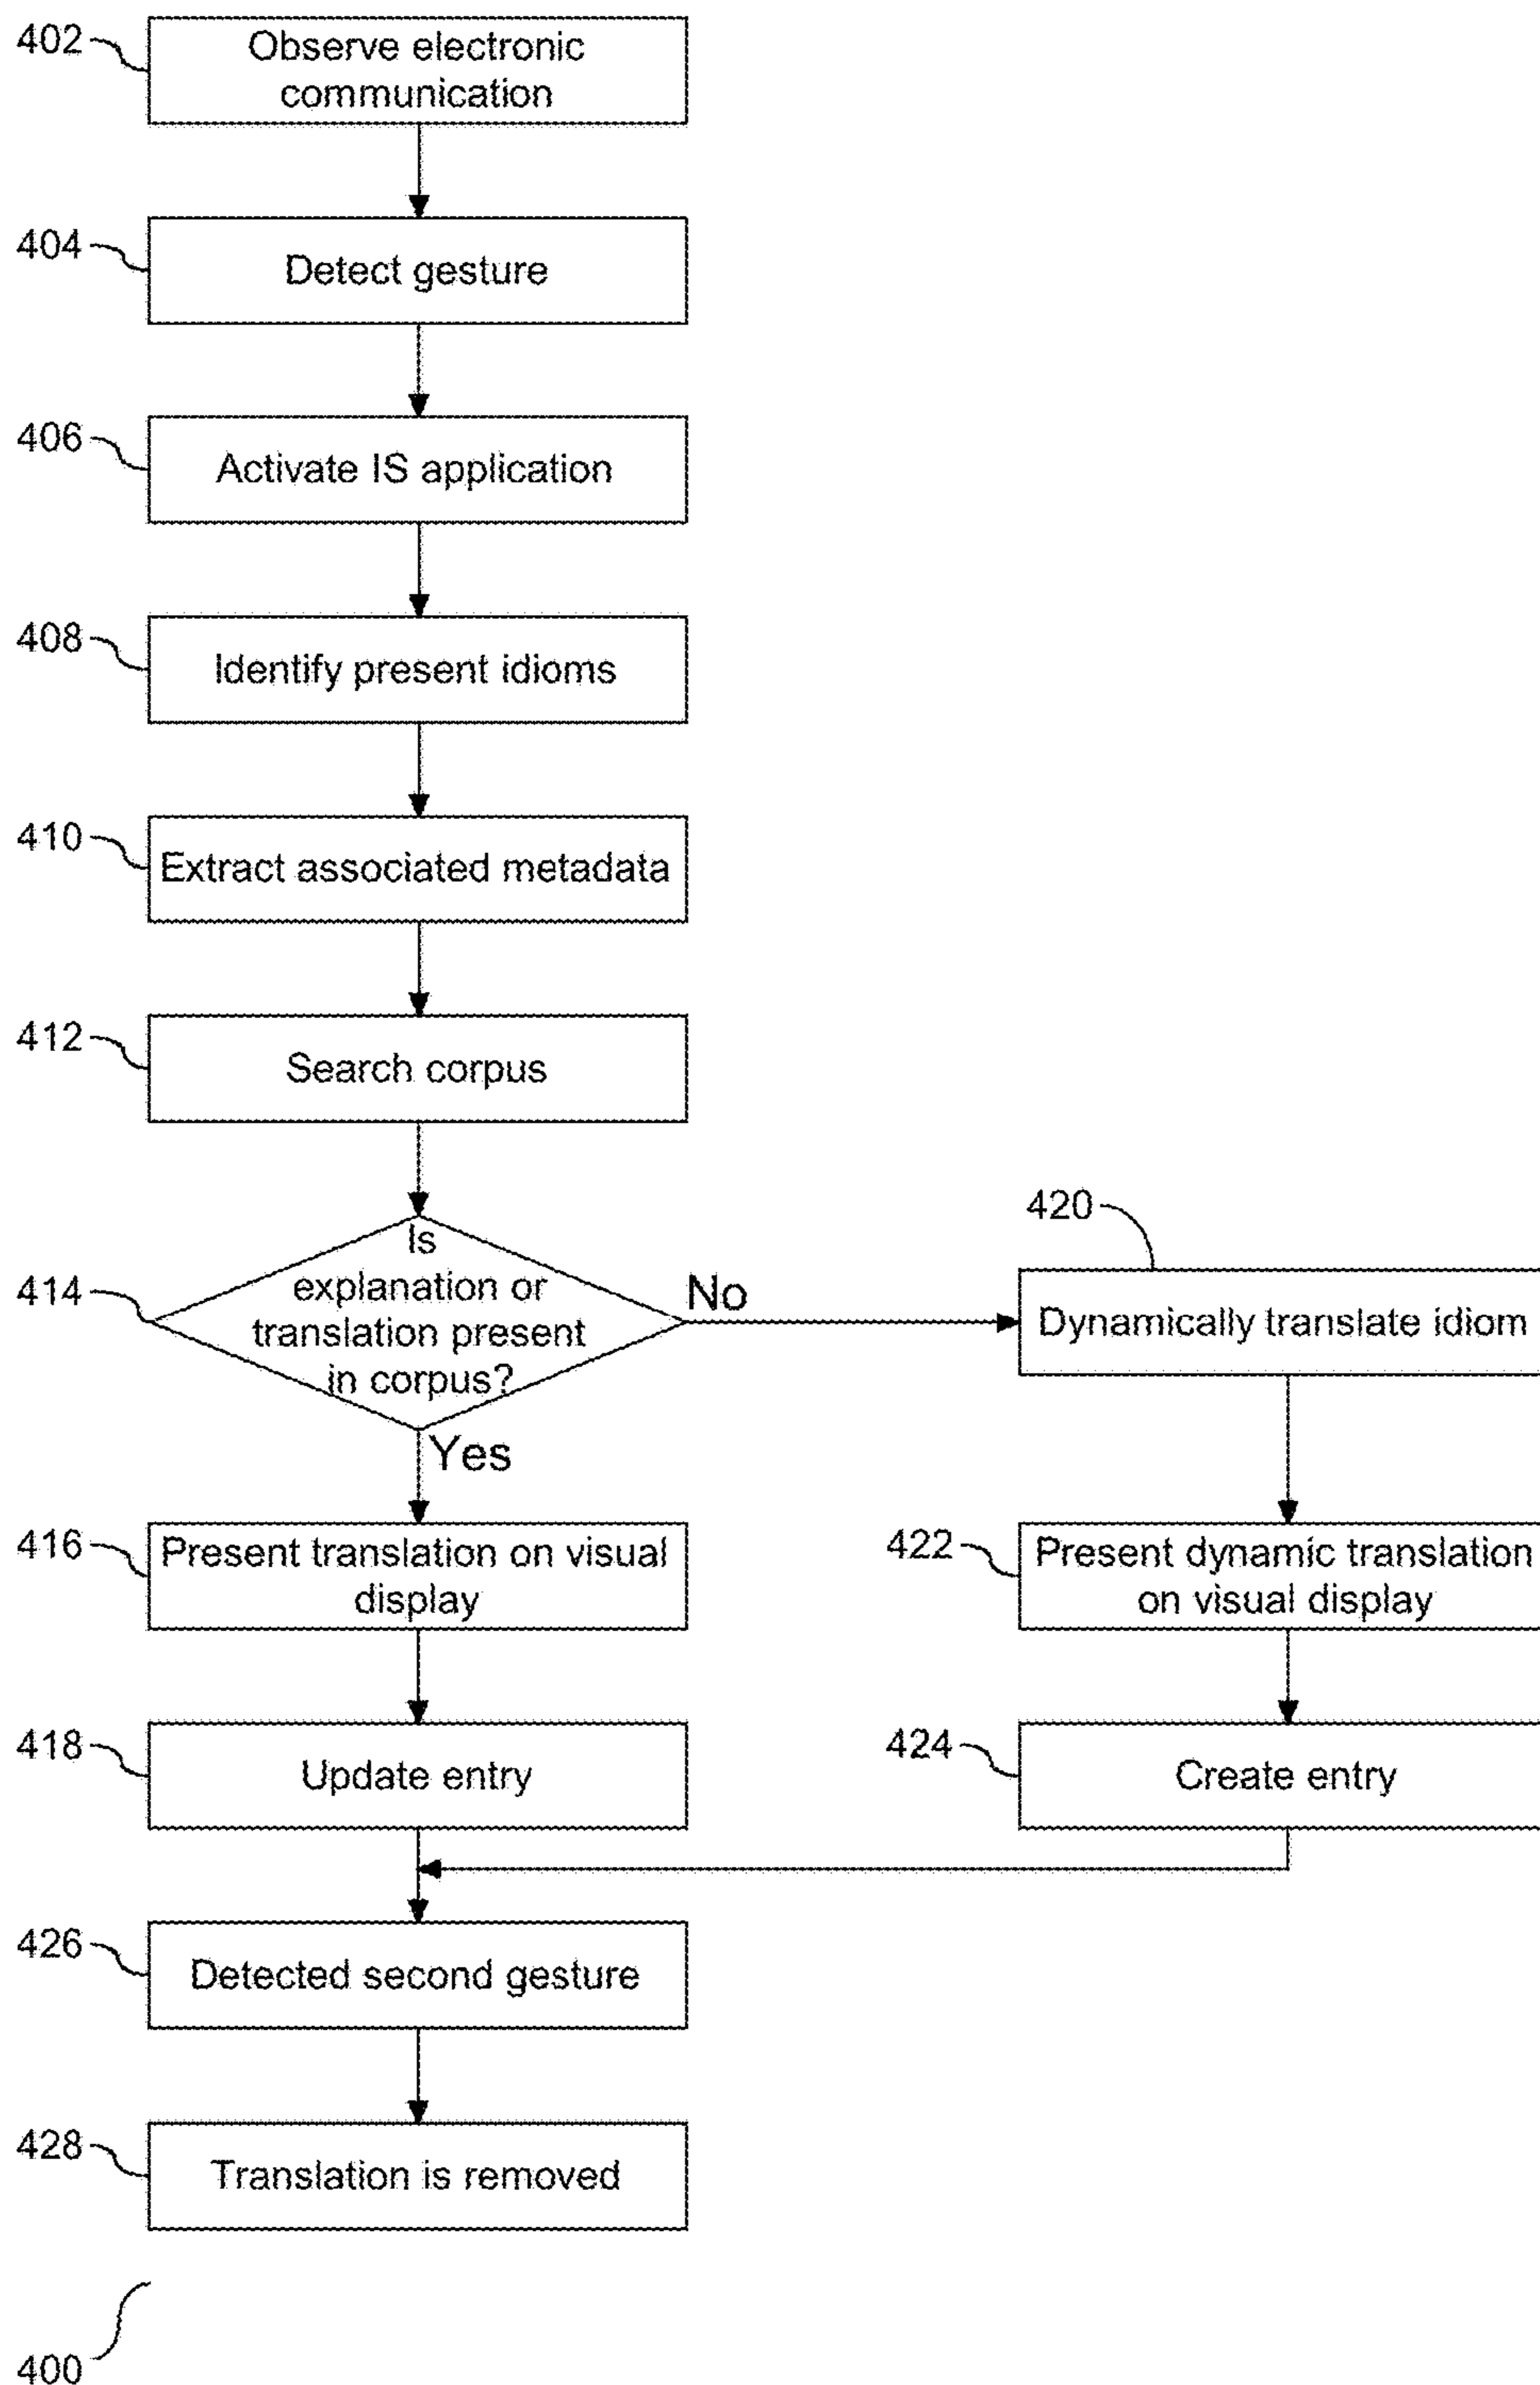 402
Observe electronic
communication
404
Detect gesture
406
Activate IS application
408
Identify present idioms
410
Extract associated metadata
412
Search corpus
414
Is
explanation or
translation present
in corpus?
No
Yes
420
Dynamically translate idiom
416
Present translation on visual
display
422
Present dynamic translation
on visual display
418
Update entry
424
Create entry
426
Detected second gesture
428
Translation is removed
400